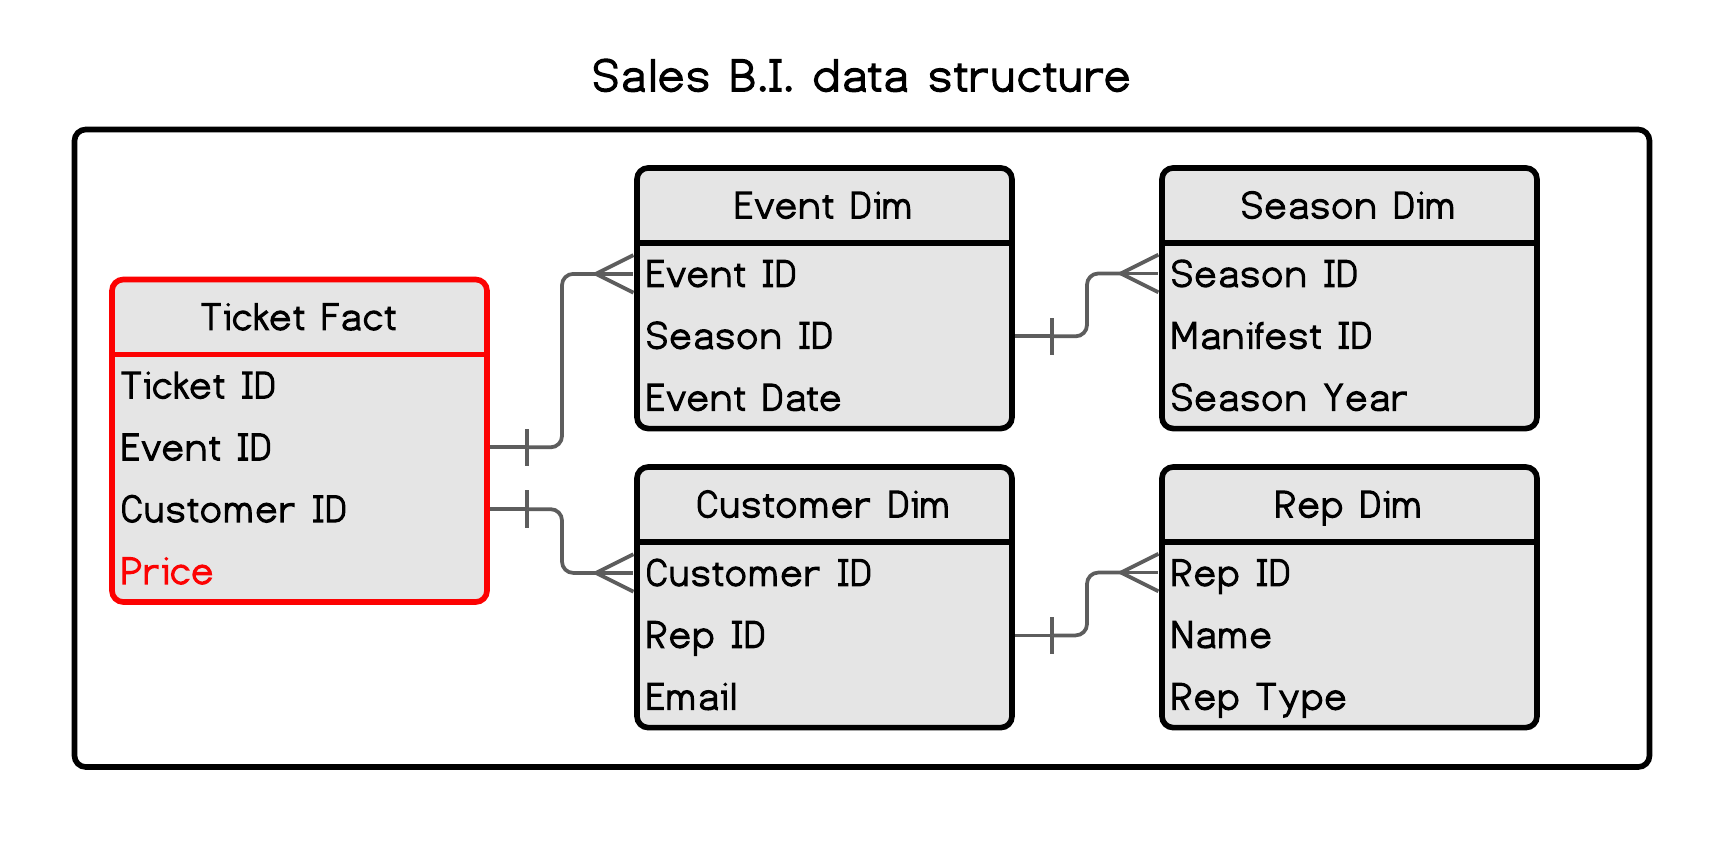 Sales B.I. data structure
Ticket Fact
Ticket ID
Event ID
Customer ID
Price
Event Dim
Event ID
Season ID
Event Date
Season Dim
Season ID
Manifest ID
Season Year
Customer Dim
Customer ID
Rep ID
Email
Rep Dim
Rep ID
Name
Rep Type